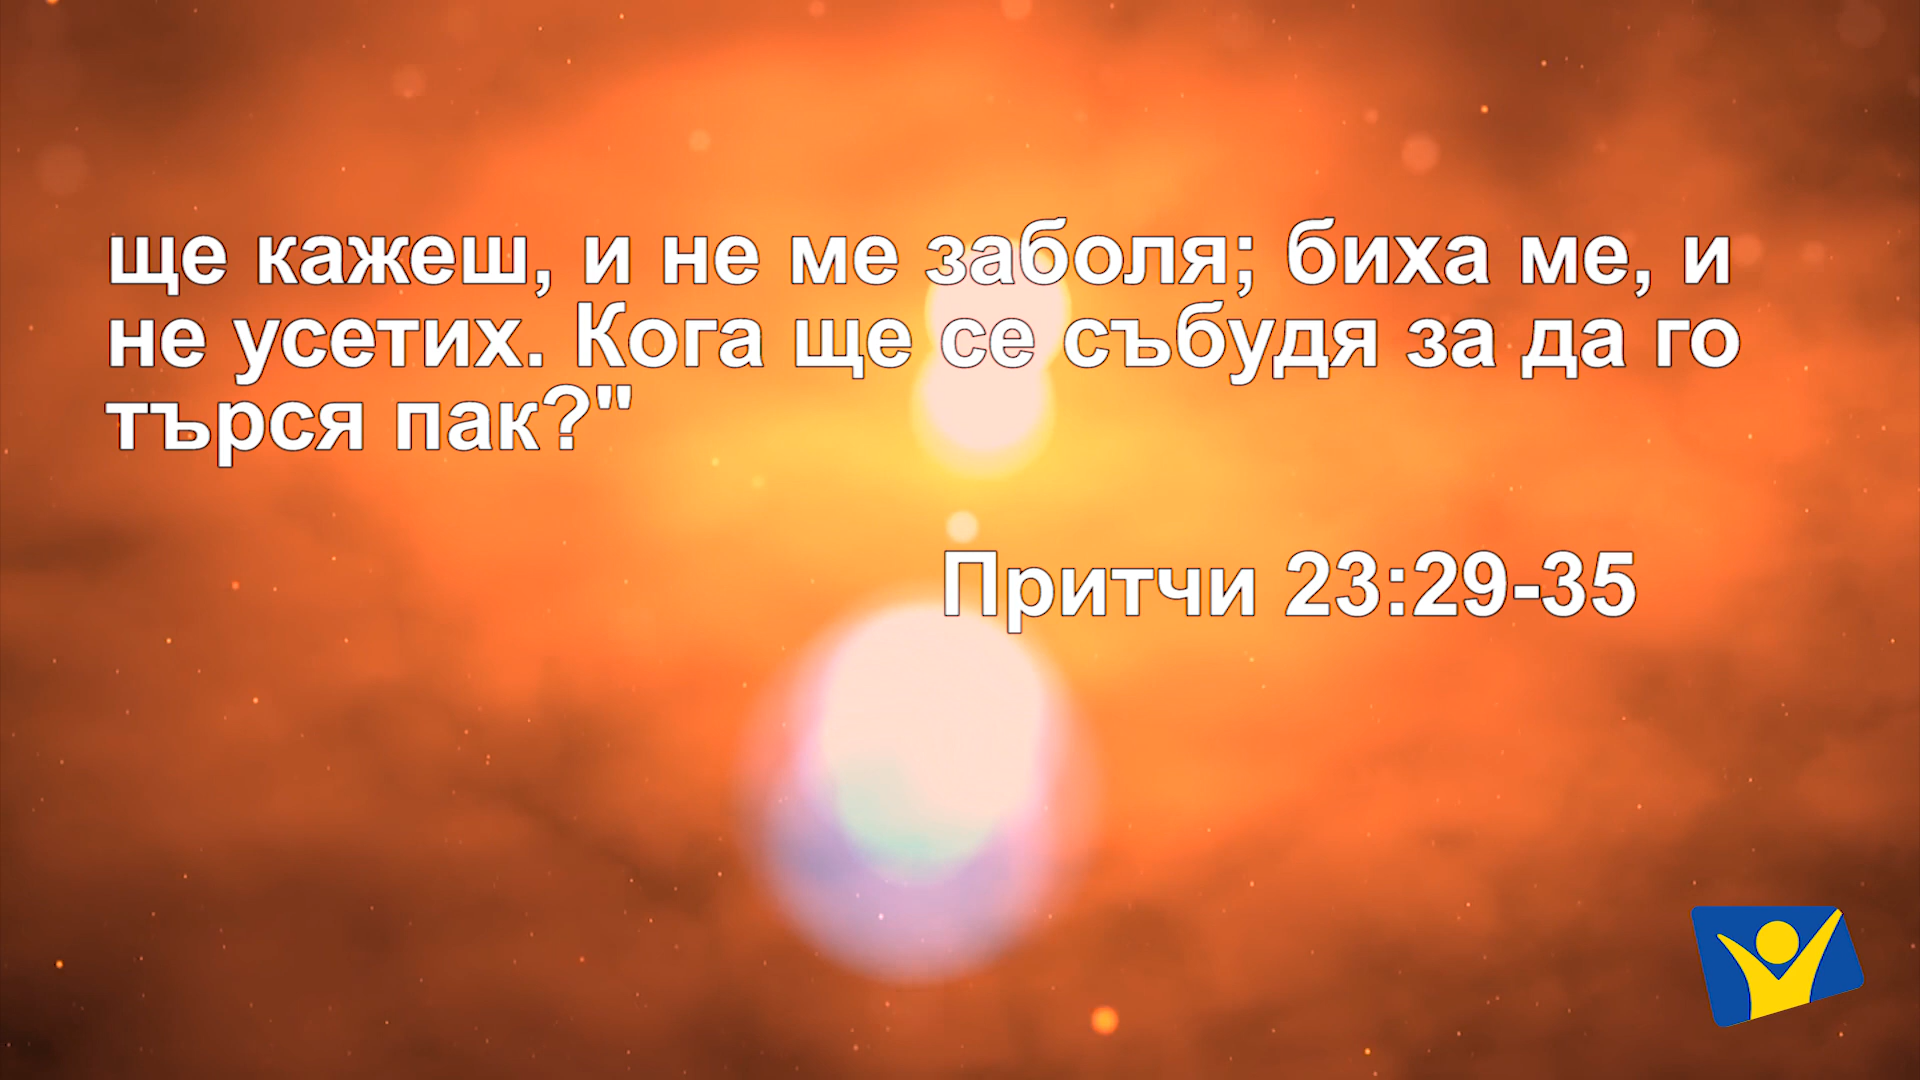 ще кажеш, и не ме заболя; биха ме, и
не усетих. Кога ще се събудя за да го
търся пак?"
Притчи 23:29-35